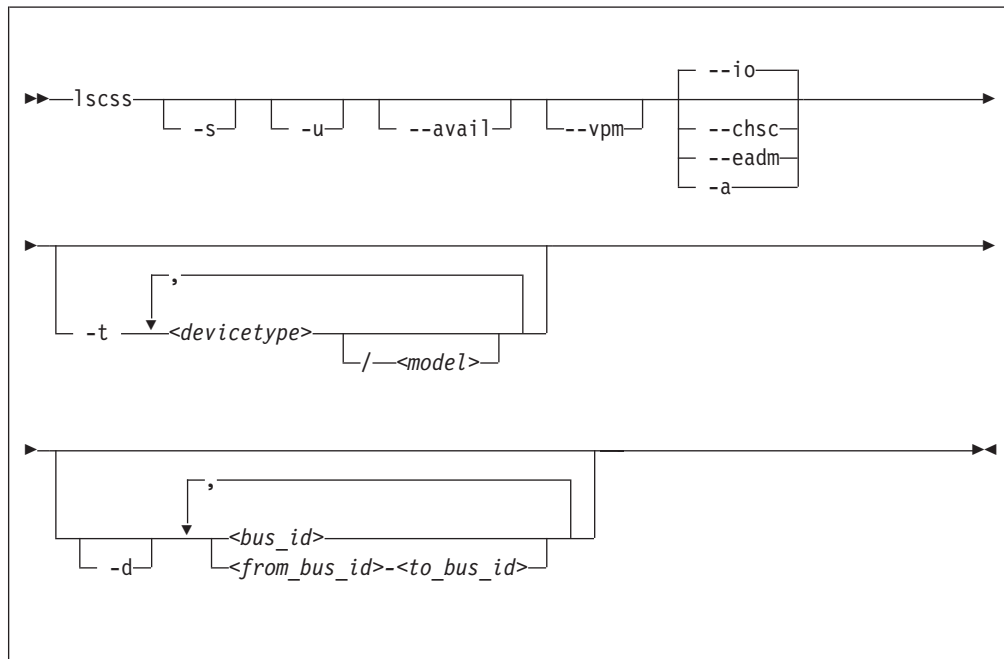 --io
lscss
-s
-u
--avail
--vpm
--chsc
--eadm
-a
,
-t
<devicetype>
/
<model>
,
<bus_id>
-d
<from_bus_id>-<to_bus_id>